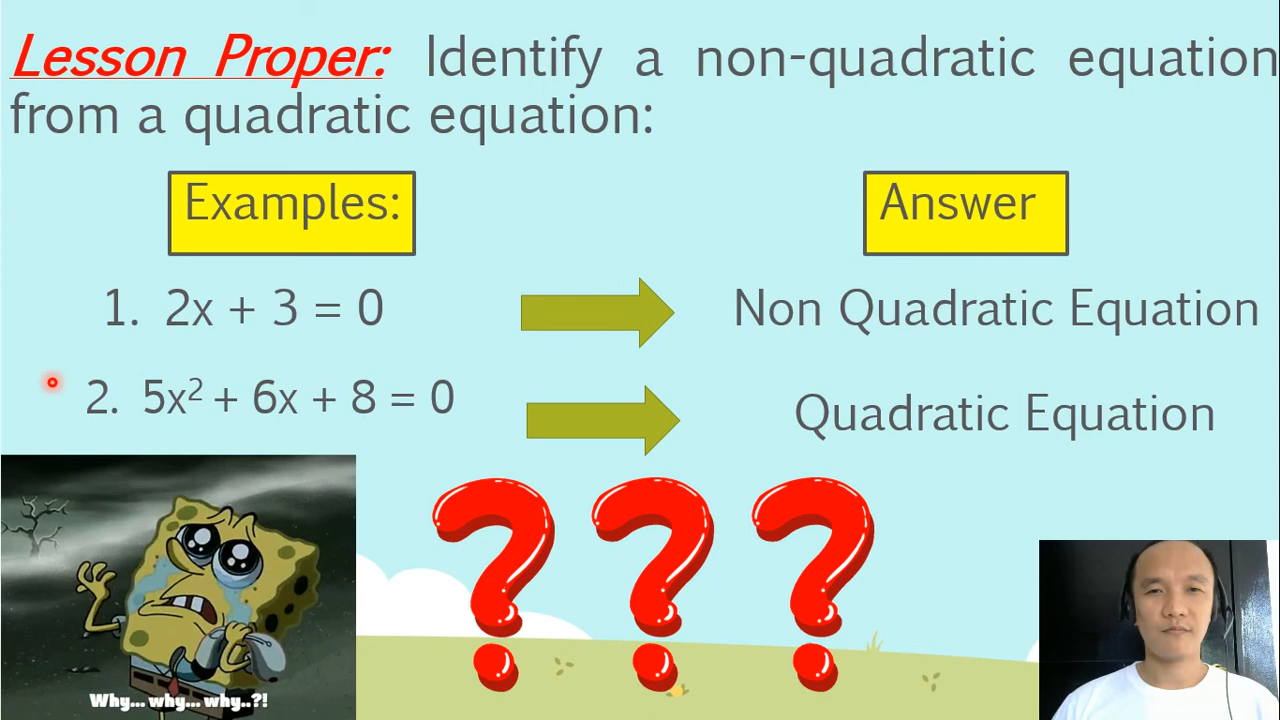 Lesson Proper: Identify a non-quadratic equation
from a quadratic equation:
Examples:
Answer
1. 2x + 3 = 0
Non Quadratic Equation
2. 5x² + 6x + 8 = 0
Quadratic Equation
? ? ?
Why... why... why..?!